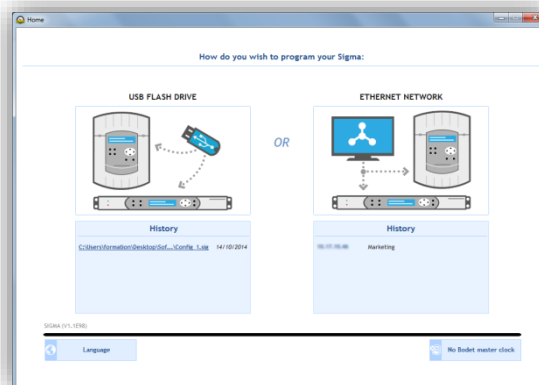 Home
How do you wish to program your Sigma:
USB FLASH DRIVE
ETHERNET NETWORK
OR
History
History
C:\Users\formation\Desktop\Sof...\Config_1.sig 14/10/2014
Marketing
SIGMA (V1.1E90)
Language
No Bodet master clock